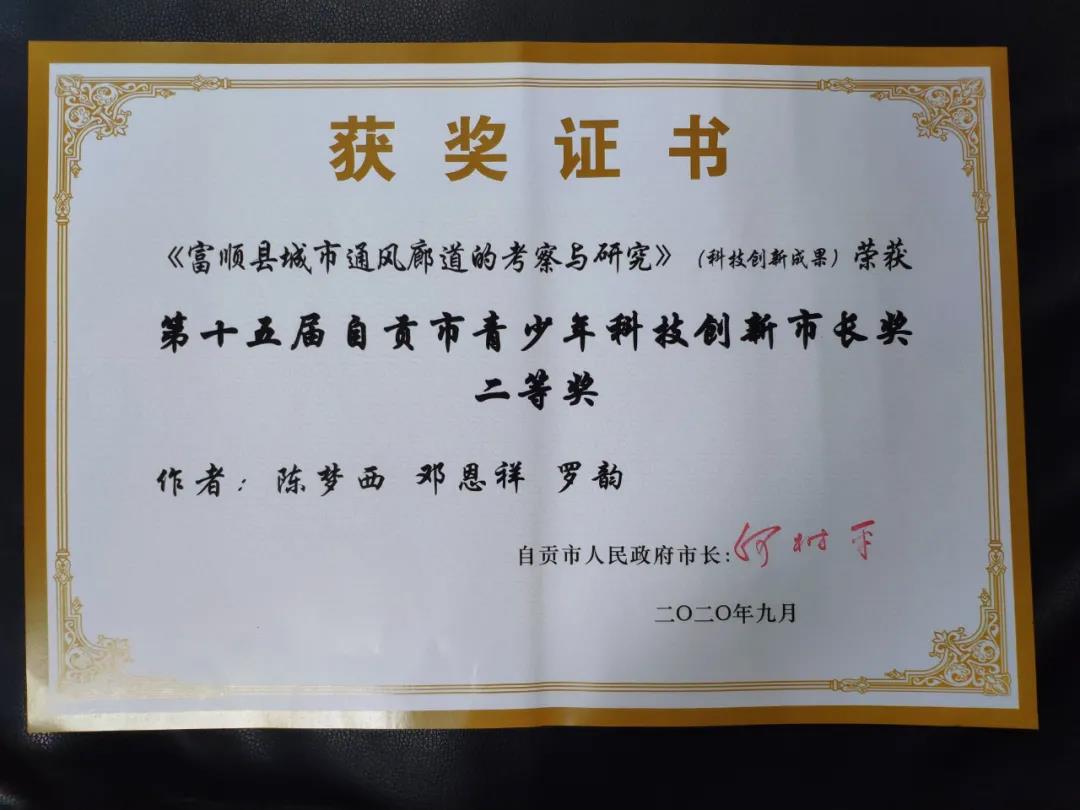 获奖证书
《富顺县城市通风廊道的考察与研究》(科技创新成果)荣获
第十五届自贡市青少年科技创新市长奖
二等奖
作者:陈梦西 邓恩祥 罗韵
自贡市人民政府市长:何树平
二〇二〇年九月